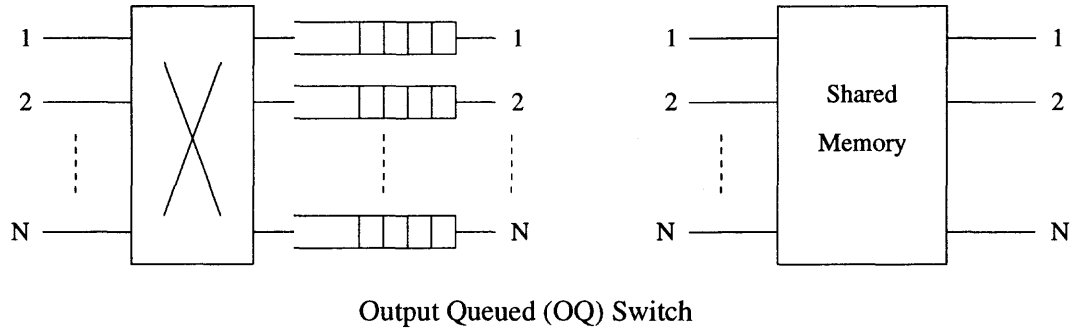 1 1 1 1
2 2 Shared 2 2
Memory
N N N N
Output Queued (OQ) Switch